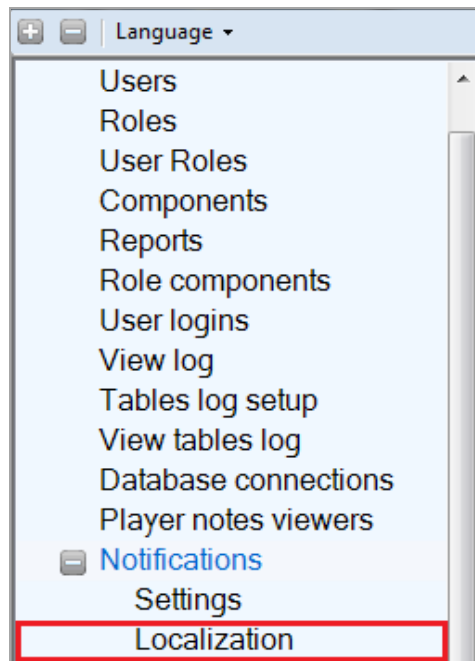 Language
Users
Roles
User Roles
Components
Reports
Role components
User logins
View log
Tables log setup
View tables log
Database connections
Player notes viewers
Notifications
Settings
Localization